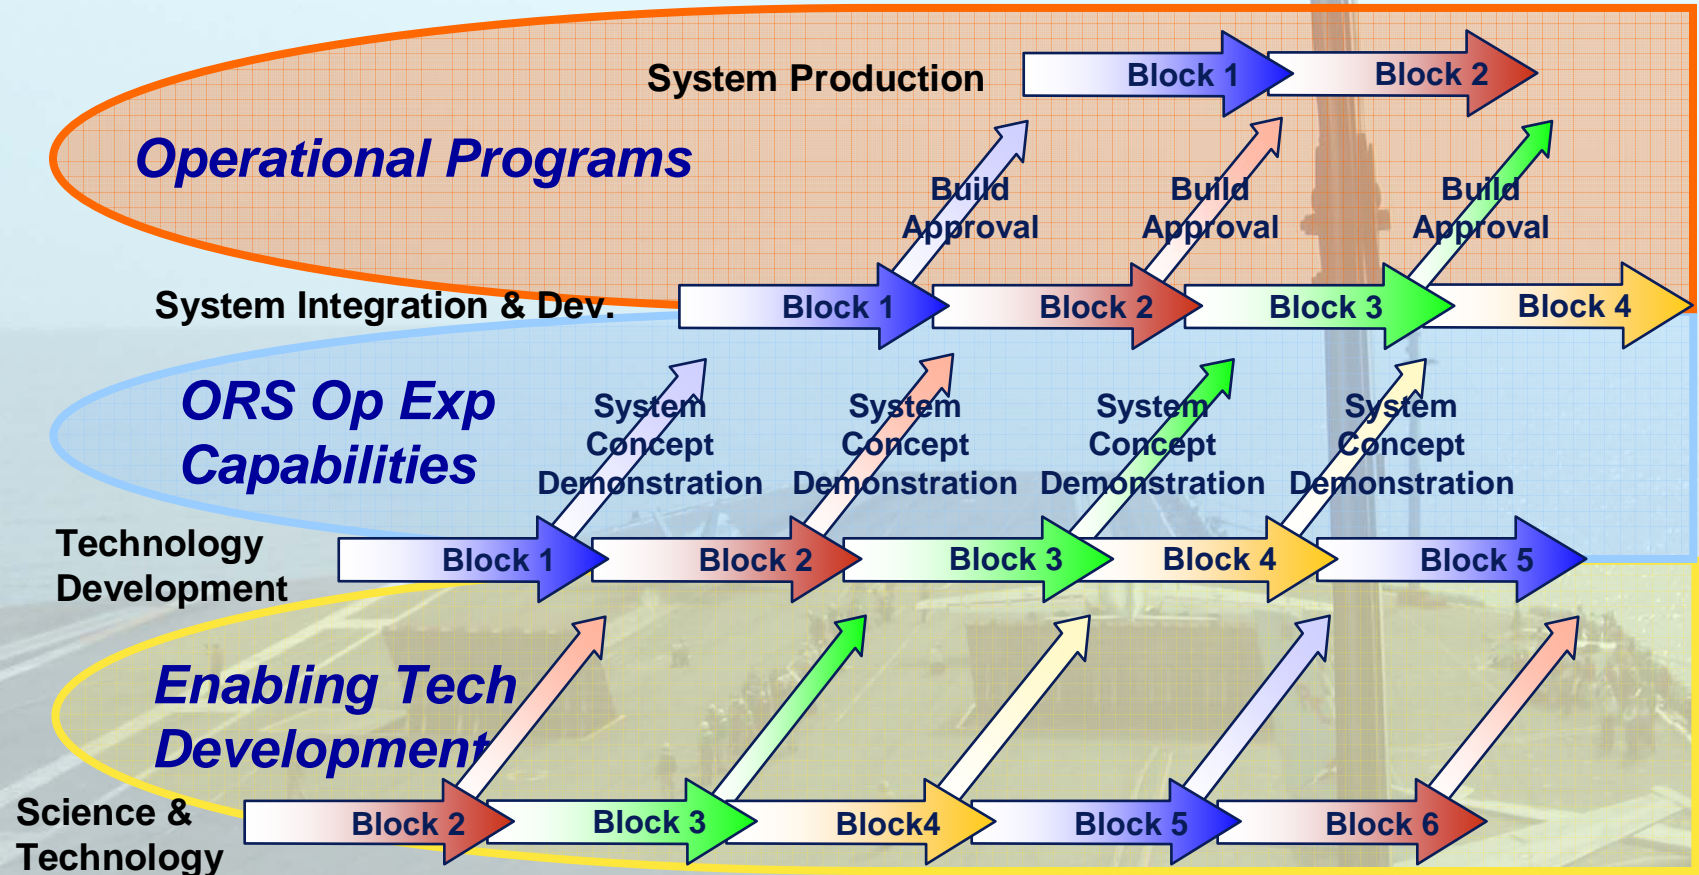 System Production
Block 1
Block 2
Operational Programs
Build
Approval
Build
Approval
Build
Approval
System Integration & Dev.
Block 1
Block 2
Block 3
Block 4
ORS Op Exp
Capabilities
System
Concept
Demonstration
System
Concept
Demonstration
System
Concept
Demonstration
System
Concept
Demonstration
Technology
Development
Block 1
Block 2
Block 3
Block 4
Block 5
Enabling Tech
Development
Science &
Technology
Block 2
Block 3
Block4
Block 5
Block 6